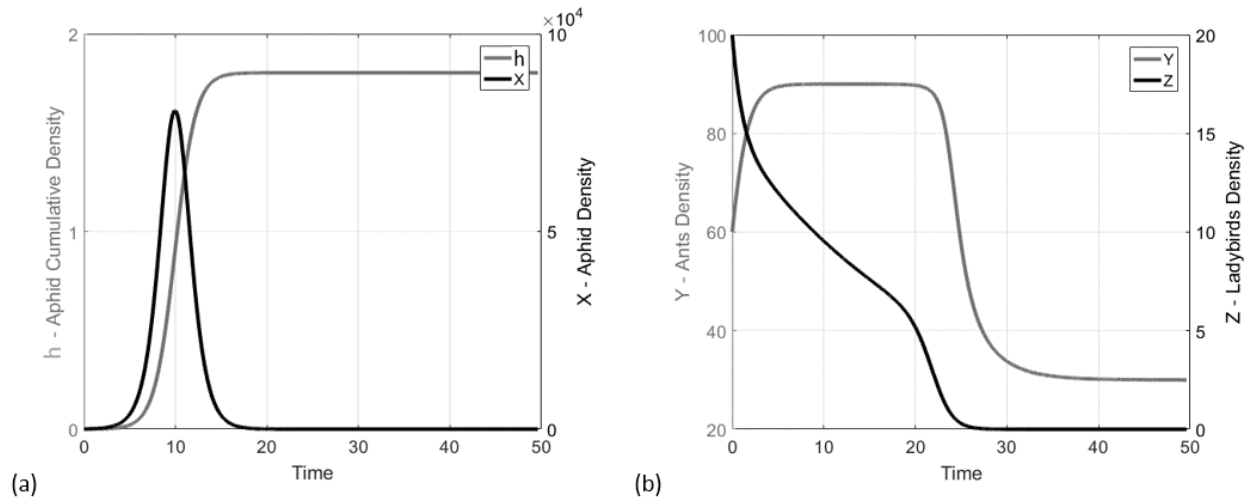 ×10⁴
2
1
0
h - Aphid Cumulative Density
10
5
0
X - Aphid Density
h
X
0 10 20 30 40 50
Time
(a)
100
80
60
40
20
Y - Ants Density
20
15
10
5
0
Z - Ladybirds Density
Y
Z
0 10 20 30 40 50
Time
(b)